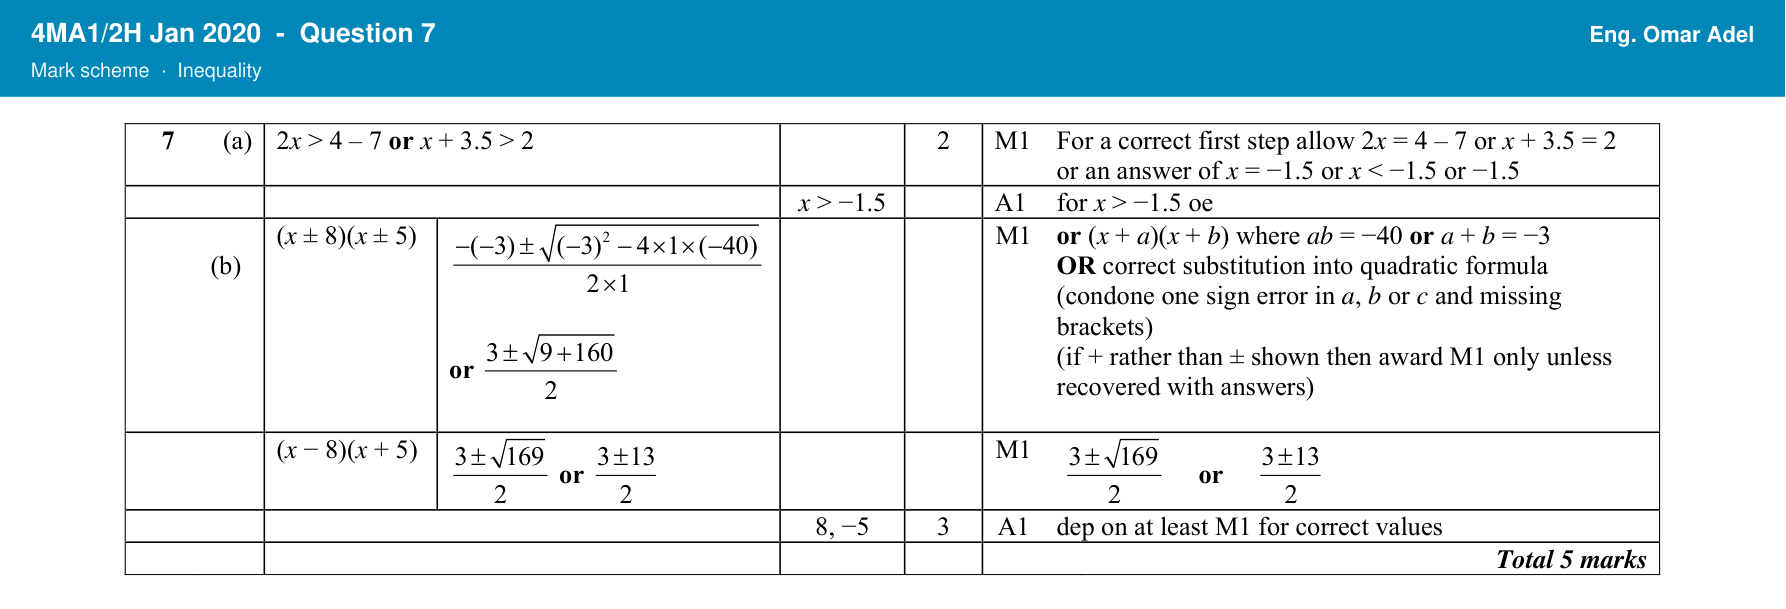 4MA1/2H Jan 2020 - Question 7
Eng. Omar Adel
Mark scheme · Inequality
7 (a) 2x > 4 – 7 or x + 3.5 > 2 2 M1 For a correct first step allow 2x = 4 – 7 or x + 3.5 = 2
or an answer of x = −1.5 or x < −1.5 or −1.5
x > −1.5 A1 for x > −1.5 oe
(b) (x ± 8)(x ± 5) (−(−3) ± √((−3)² − 4×1×(−40))) / (2×1)
or (3 ± √(9+160)) / 2
M1 or (x + a)(x + b) where ab = −40 or a + b = −3
OR correct substitution into quadratic formula
(condone one sign error in a, b or c and missing
brackets)
(if + rather than ± shown then award M1 only unless
recovered with answers)
(x − 8)(x + 5) (3 ± √169) / 2 or (3 ± 13) / 2 M1 (3 ± √169) / 2 or (3 ± 13) / 2
8, −5 3 A1 dep on at least M1 for correct values
Total 5 marks